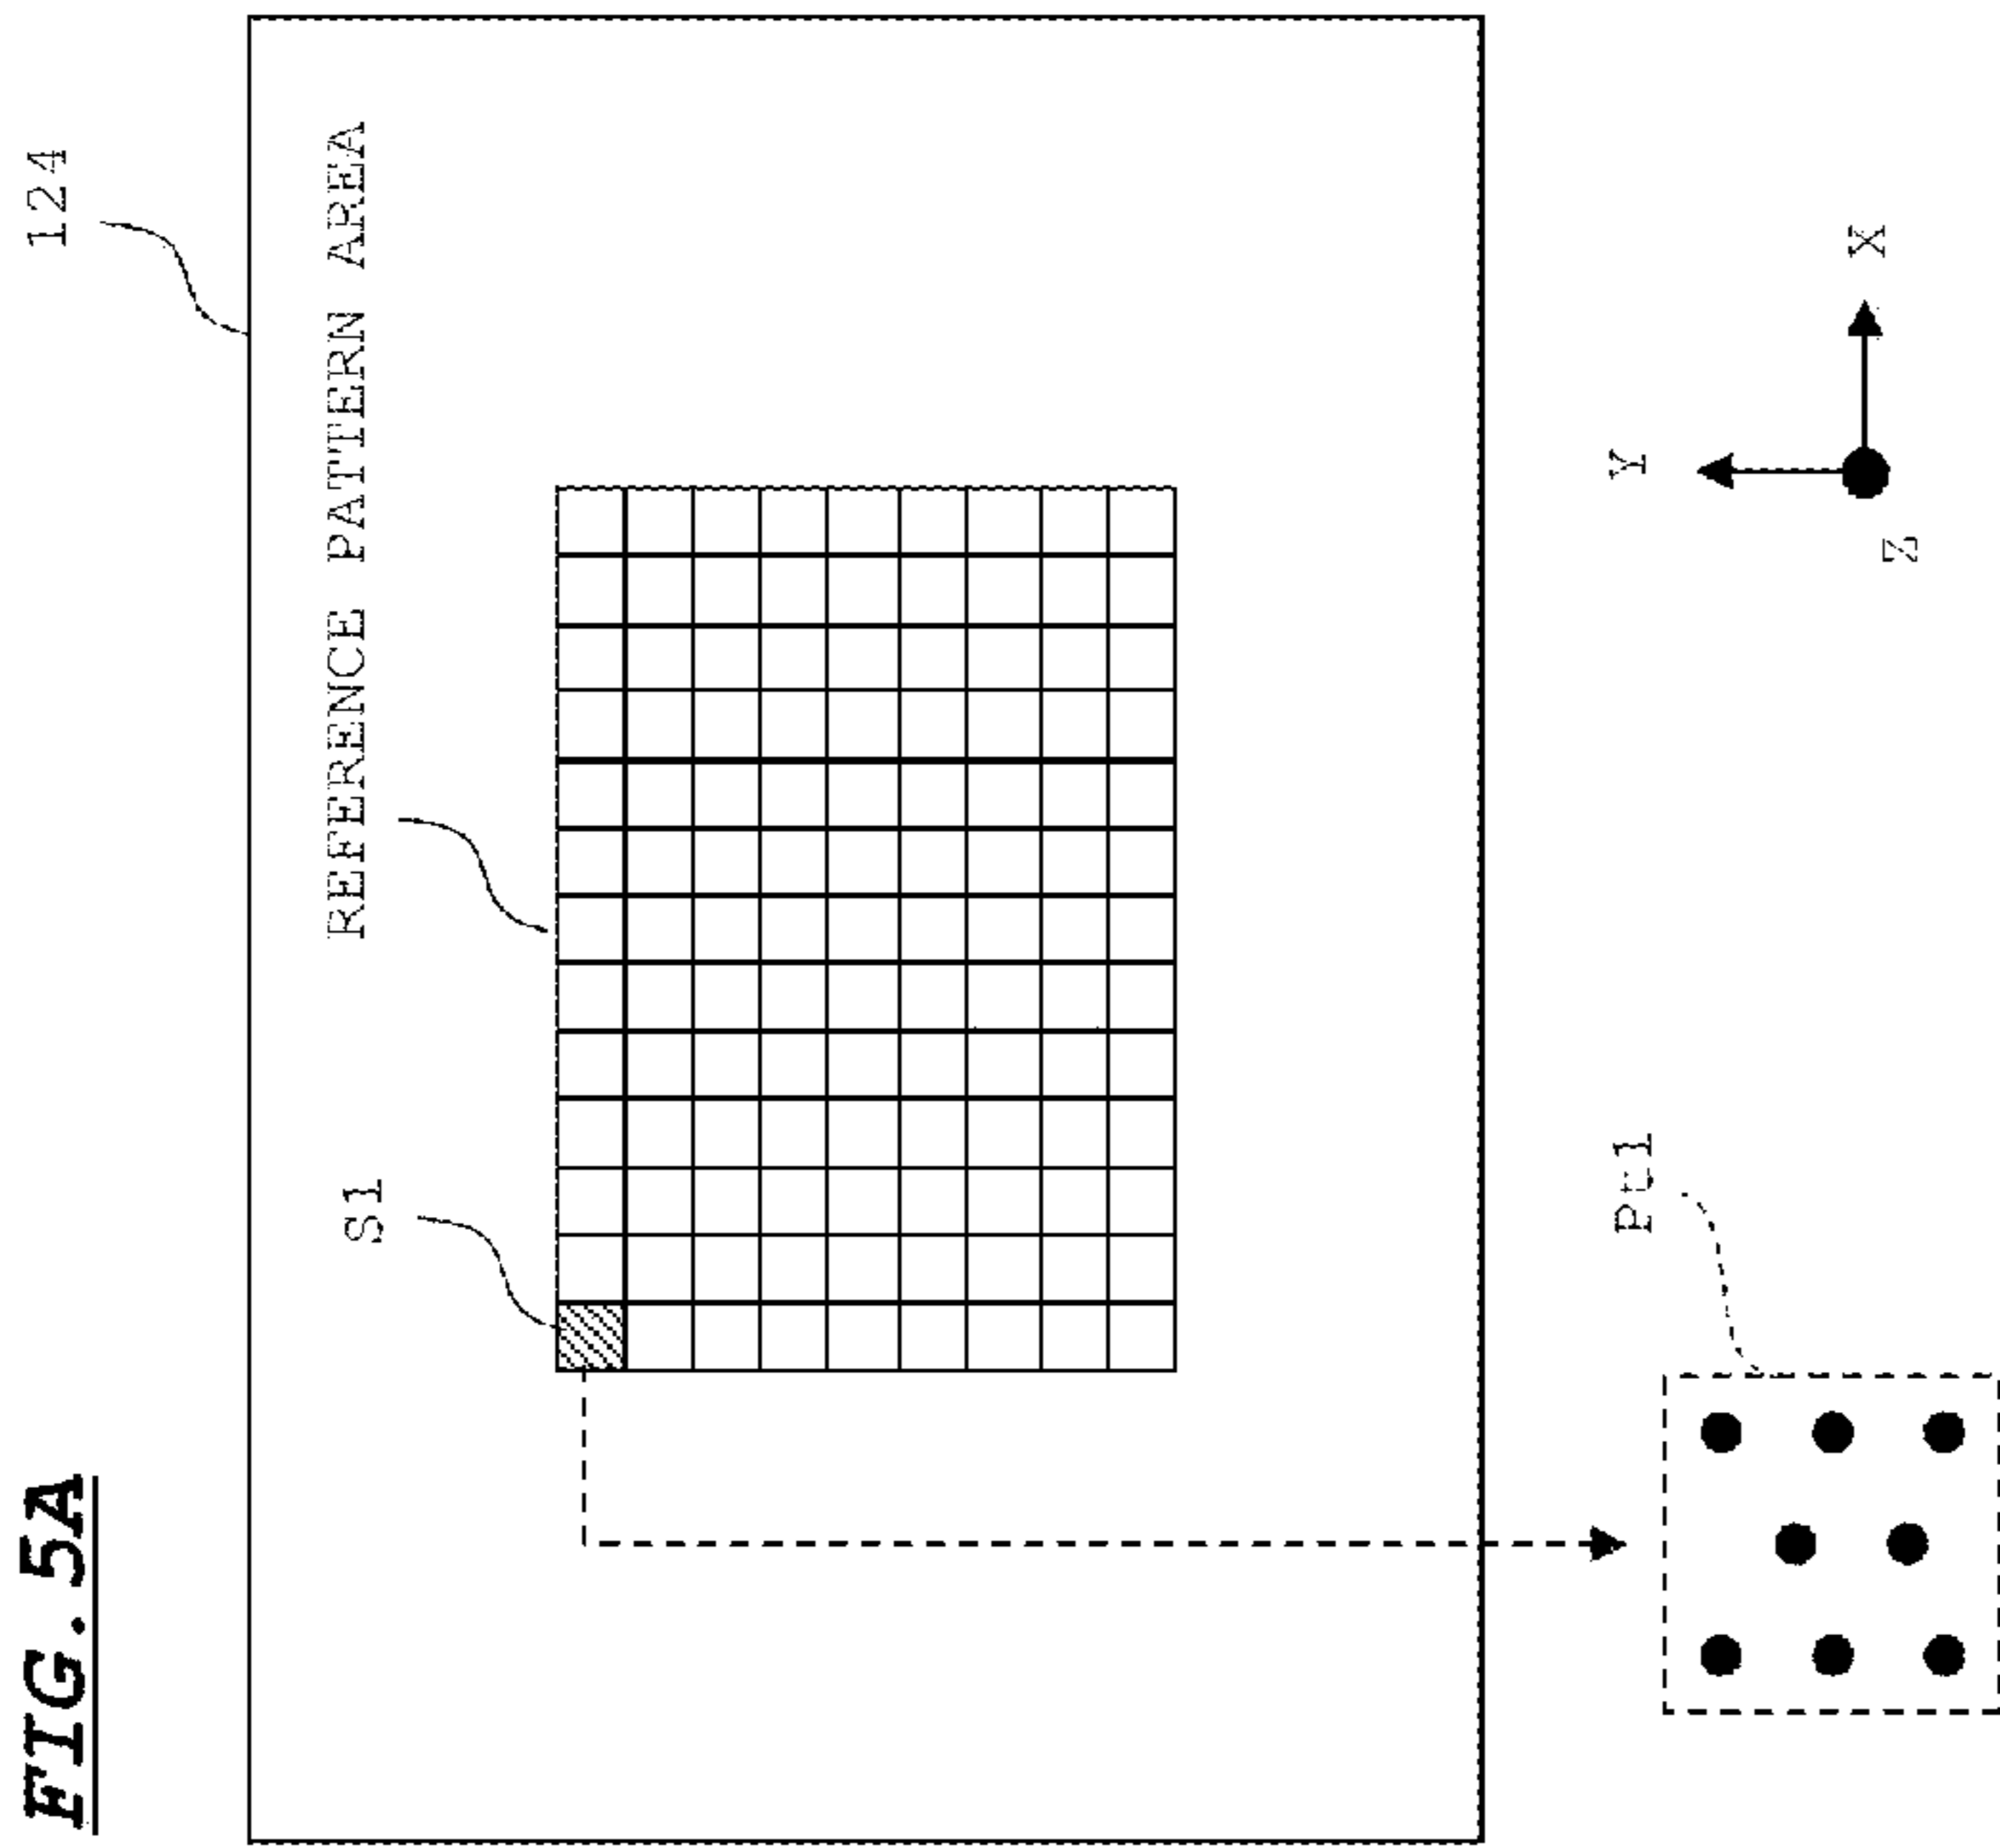 FIG. 5A
124
REFERENCE PATTERN AREA
S1
Pt1
Y
X
Z